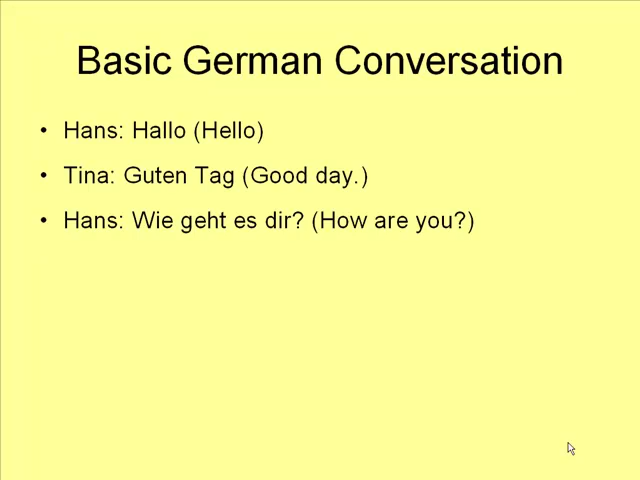 Basic German Conversation
• Hans: Hallo (Hello)
• Tina: Guten Tag (Good day.)
• Hans: Wie geht es dir? (How are you?)